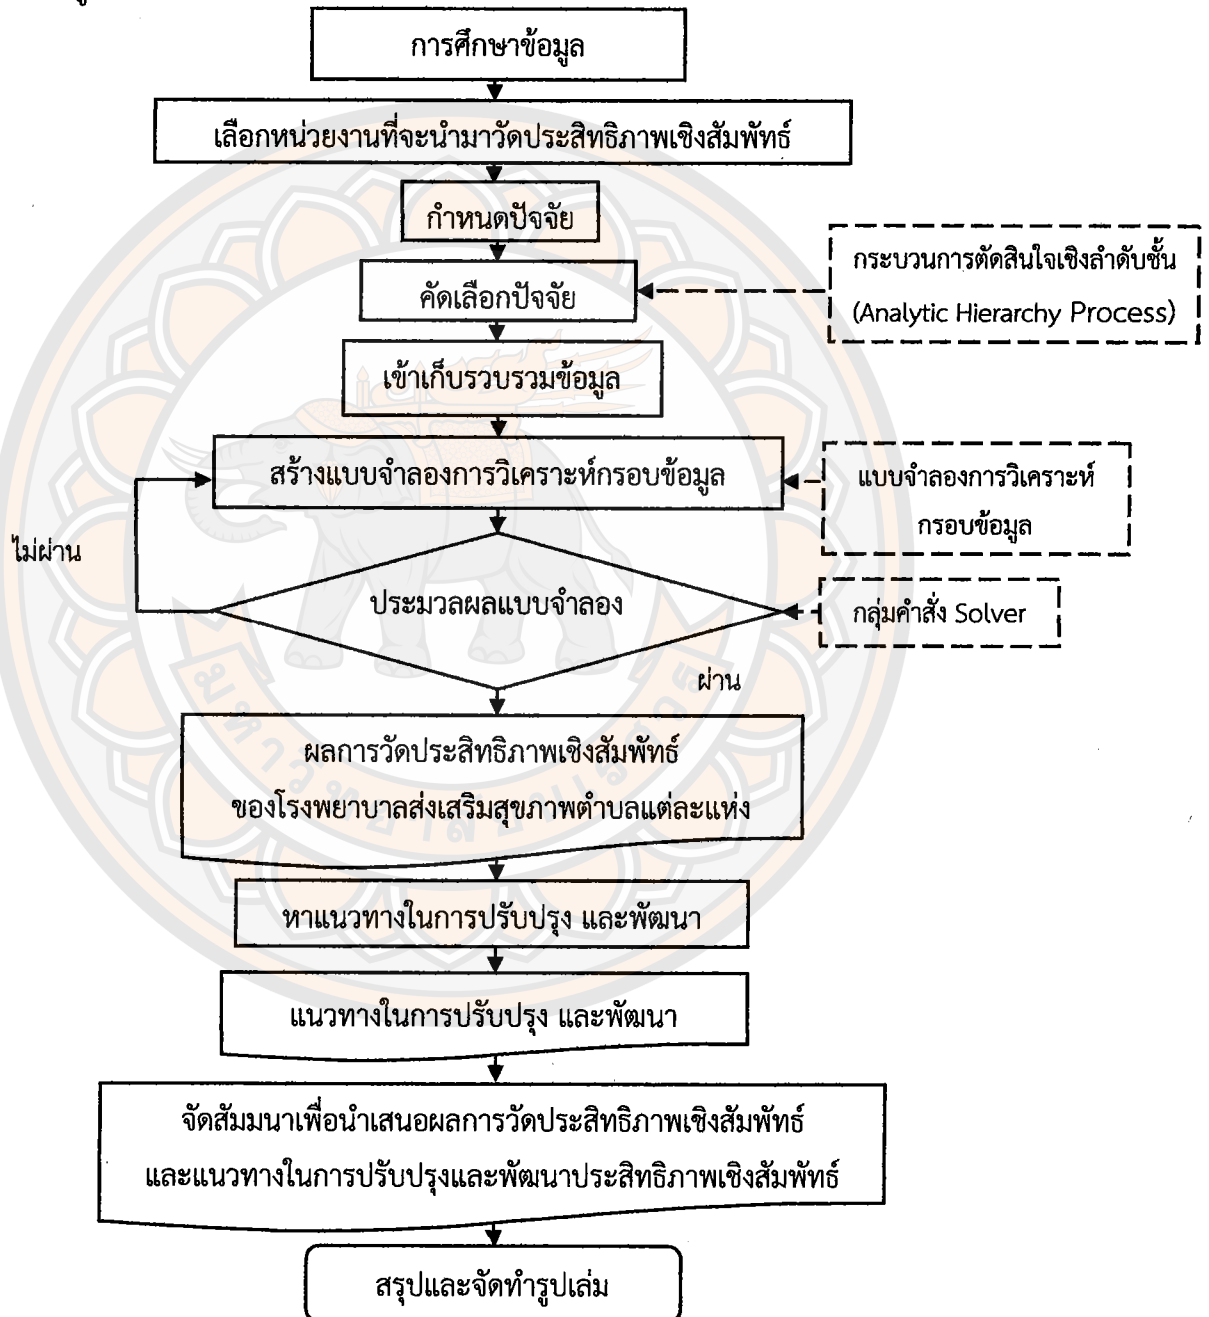 การศึกษาข้อมูล
เลือกหน่วยงานที่จะนำมาวัดประสิทธิภาพเชิงสัมพัทธ์
กำหนดปัจจัย
คัดเลือกปัจจัย
กระบวนการตัดสินใจเชิงลำดับชั้น
(Analytic Hierarchy Process)
เข้าเก็บรวบรวมข้อมูล
สร้างแบบจำลองการวิเคราะห์กรอบข้อมูล
แบบจำลองการวิเคราะห์
กรอบข้อมูล
ไม่ผ่าน
ประมวลผลแบบจำลอง
กลุ่มคำสั่ง Solver
ผ่าน
มหาวิทยาลัยนเรศวร
ผลการวัดประสิทธิภาพเชิงสัมพัทธ์
ของโรงพยาบาลส่งเสริมสุขภาพตำบลแต่ละแห่ง
หาแนวทางในการปรับปรุง และพัฒนา
แนวทางในการปรับปรุง และพัฒนา
จัดสัมมนาเพื่อนำเสนอผลการวัดประสิทธิภาพเชิงสัมพัทธ์
และแนวทางในการปรับปรุงและพัฒนาประสิทธิภาพเชิงสัมพัทธ์
สรุปและจัดทำรูปเล่ม